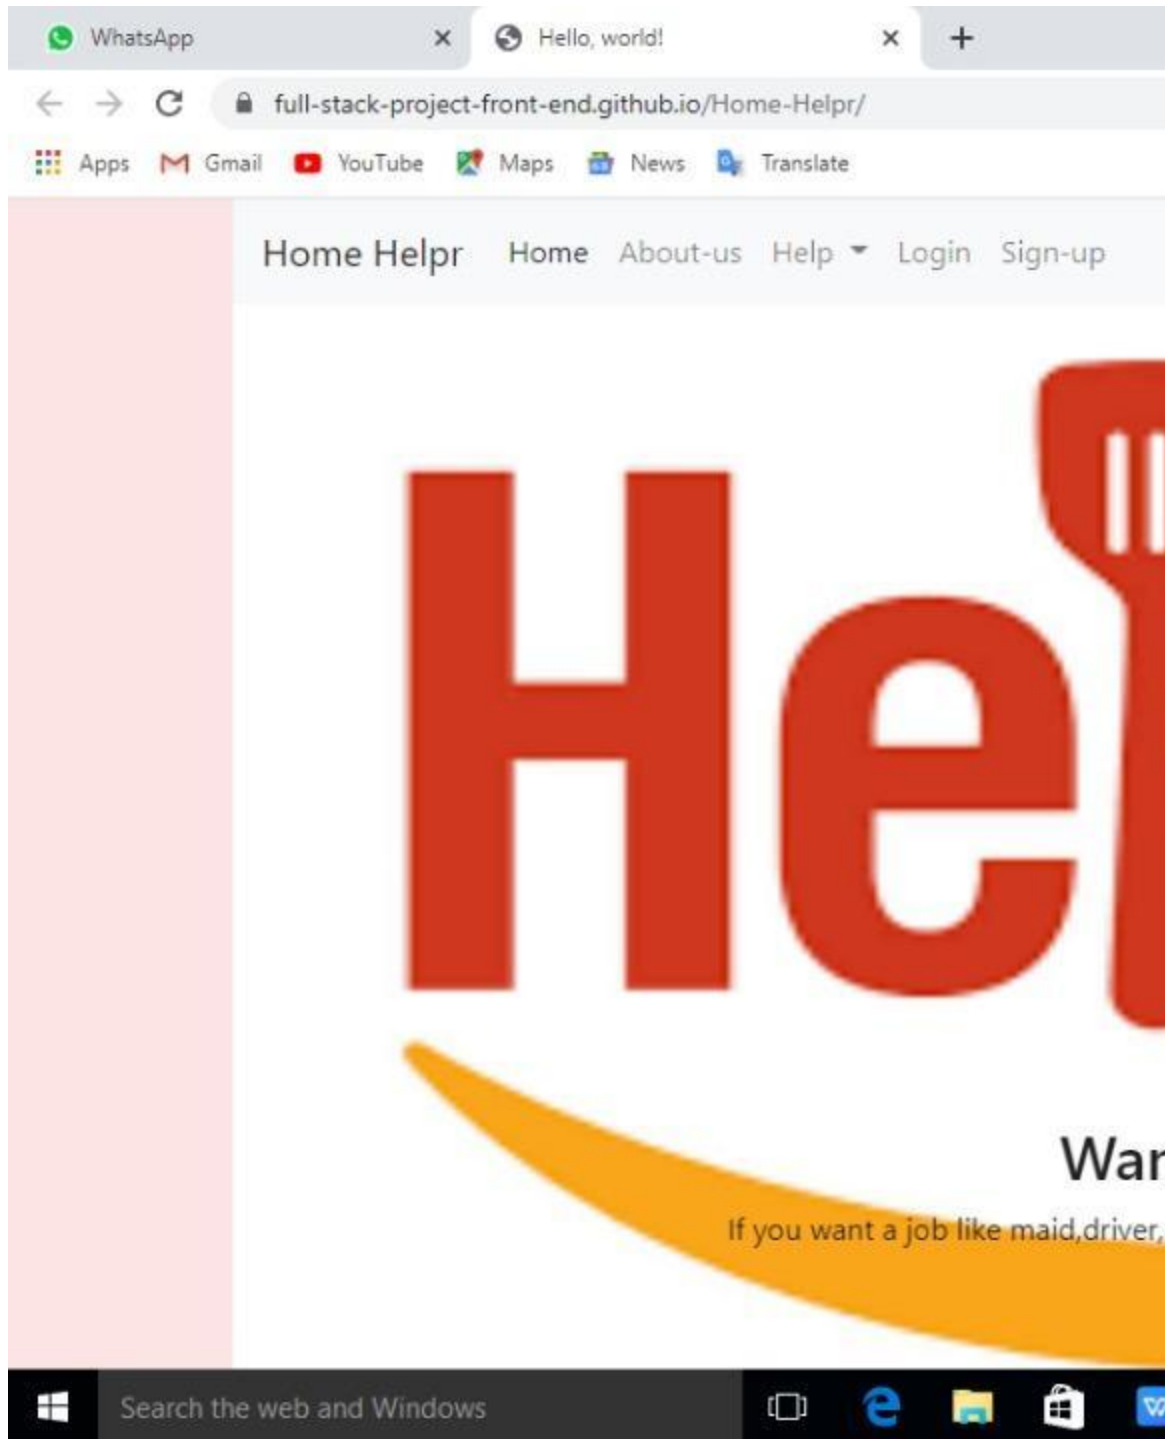 WhatsApp
Hello, world!
full-stack-project-front-end.github.io/Home-Helpr/
Apps Gmail YouTube Maps News Translate
Home Helpr Home About-us Help Login Sign-up
Hel
If you want a job like maid,driver,
Search the web and Windows